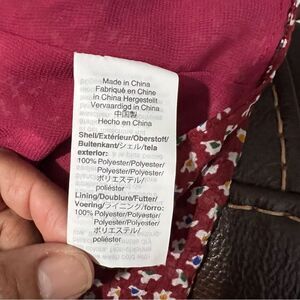 Made in China
Fabriqué en Chine
in China Hergestellt
Vervaardigd in China
中国製
Hecho en China
Shell/Extérieur/Oberstoff/
Buitenkant/シェル/tela
exterior:
100% Polyester/Polyester/
Polyester/Polyester/
ポリエステル/
poliéster
Lining/Doublure/Futter/
Voering/ライニング/forro:
100% Polyester/Polyester/
Polyester/Polyester/
ポリエステル/
poliéster